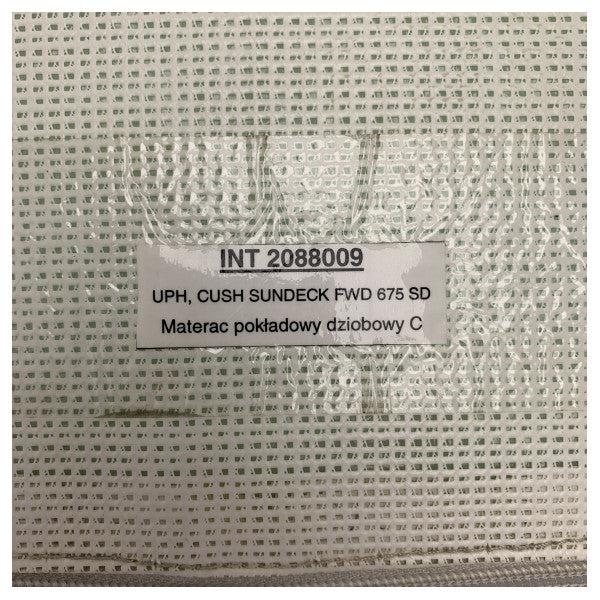 INT 2088009
UPH, CUSH SUNDECK FWD 675 SD
Materac pokładowy dziobowy C